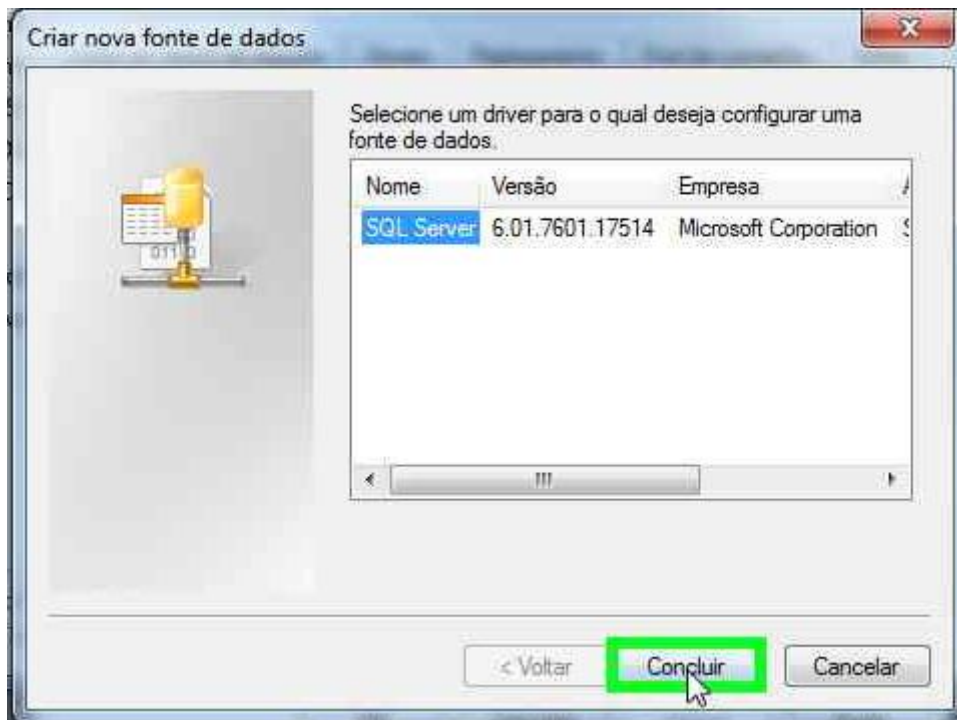 Criar nova fonte de dados
Selecione um driver para o qual deseja configurar uma
fonte de dados.
Nome Versão Empresa
SQL Server 6.01.7601.17514 Microsoft Corporation
< Voltar Concluir Cancelar